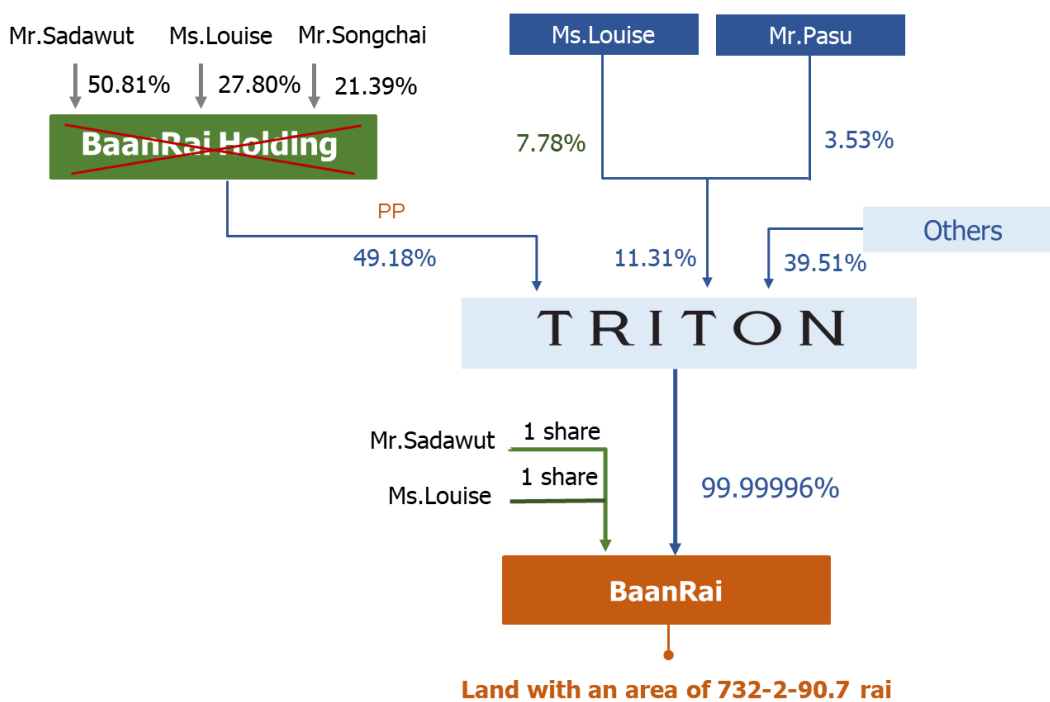 Mr.Sadawut
Ms.Louise
Mr.Songchai
50.81%
27.80%
21.39%
BaanRai Holding
Ms.Louise
Mr.Pasu
7.78%
3.53%
PP
49.18%
11.31%
39.51%
Others
TRITON
Mr.Sadawut
1 share
Ms.Louise
1 share
99.99996%
BaanRai
Land with an area of 732-2-90.7 rai